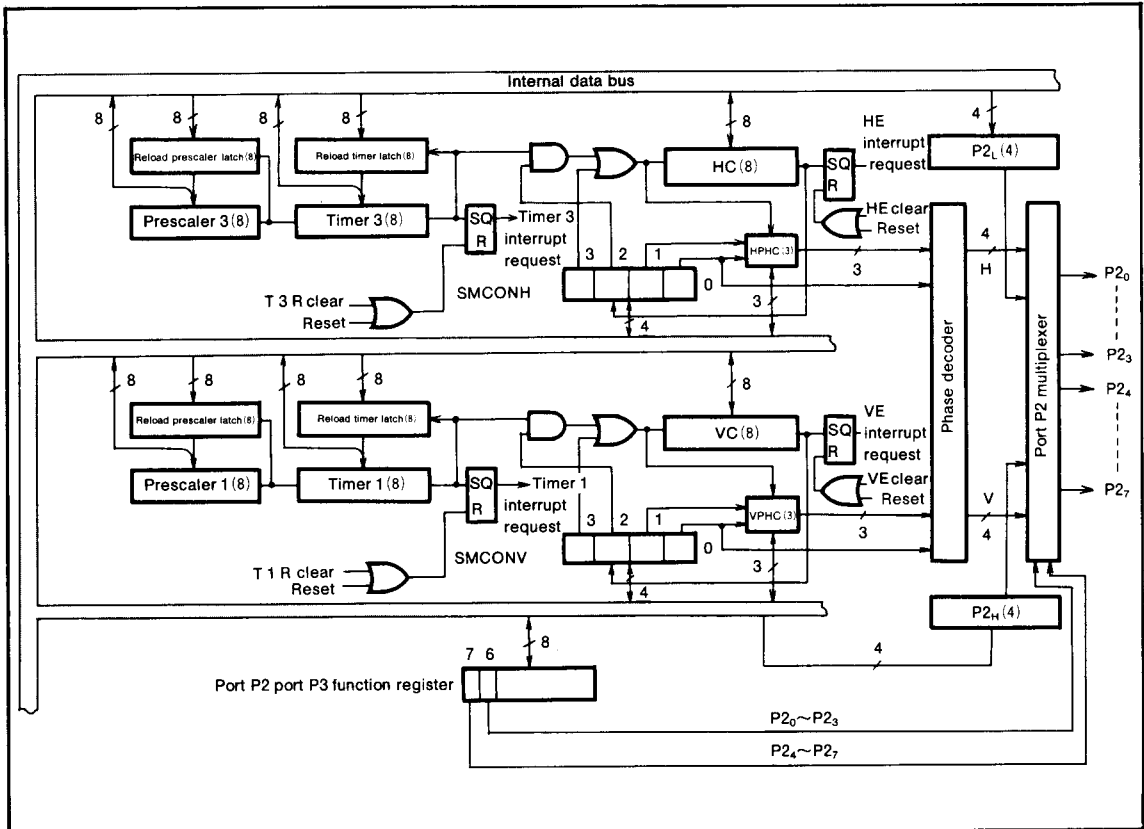 Internal data bus
8 8 8 8 8 4
HE
interrupt
request
Reload prescaler latch(8)
Reload timer latch(8)
HC(8)
SQ
R
P2L(4)
Prescaler 3(8)
Timer 3(8)
SQ
R
Timer 3
interrupt
request
HE clear
Reset
3 2 1 0
HPHC(3)
3
4
H
SMCONH
T 3 R clear
Reset
4
3
Phase decoder
Port P2 multiplexer
P20
P23
P24
P27
8 8 8 8 8
VE
interrupt
request
Reload prescaler latch(8)
Reload timer latch(8)
VC(8)
SQ
R
Prescaler 1(8)
Timer 1(8)
SQ
R
Timer 1
interrupt
request
VE clear
Reset
3 2 1 0
VPHC(3)
3
V
4
SMCONV
T 1 R clear
Reset
4
3
P2H(4)
8
4
7 6
Port P2 port P3 function register
P20~P23
P24~P27